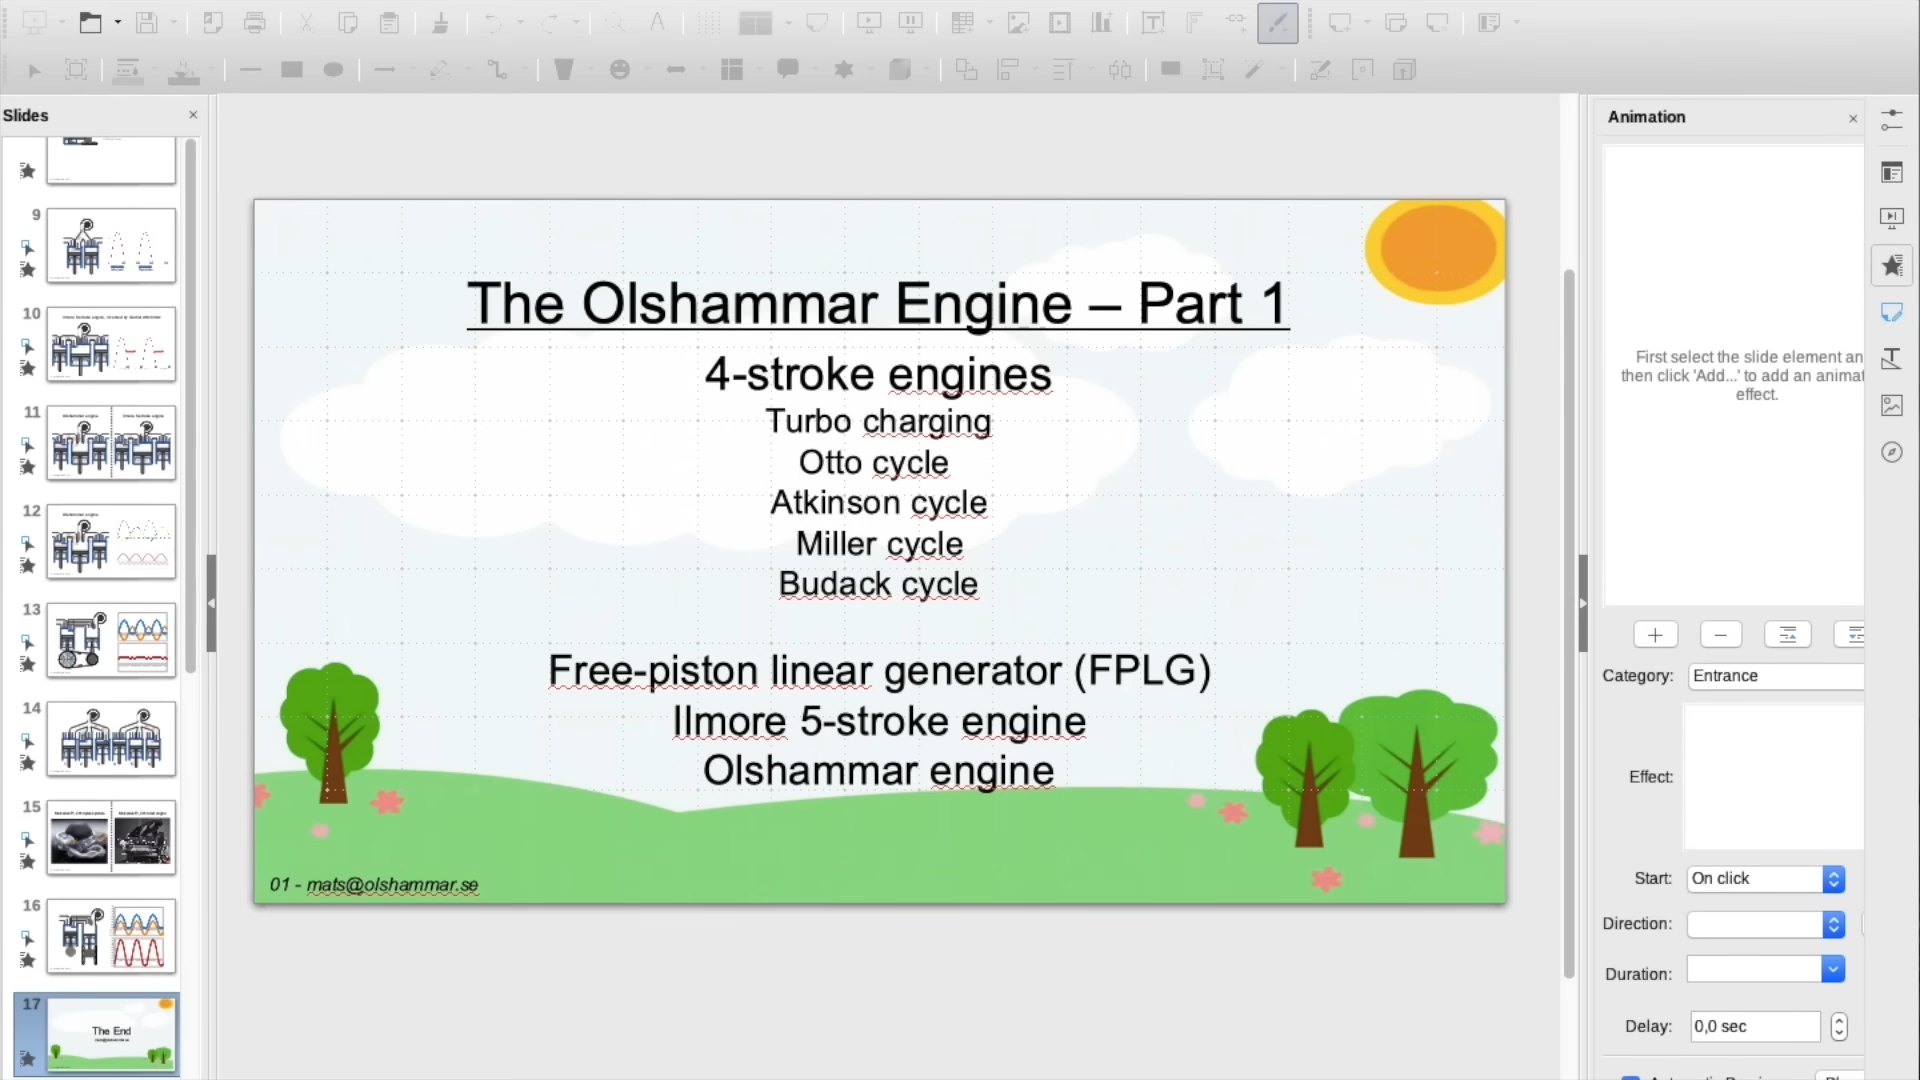 Slides
Animation
9
10
11
12
13
14
15
16
17
The End
The Olshammar Engine – Part 1
4-stroke engines
Turbo charging
Otto cycle
Atkinson cycle
Miller cycle
Budack cycle
Free-piston linear generator (FPLG)
Ilmore 5-stroke engine
Olshammar engine
01 - mats@olshammar.se
First select the slide element an
then click 'Add...' to add an animat
effect.
Category: Entrance
Effect:
Start: On click
Direction:
Duration:
Delay: 0,0 sec